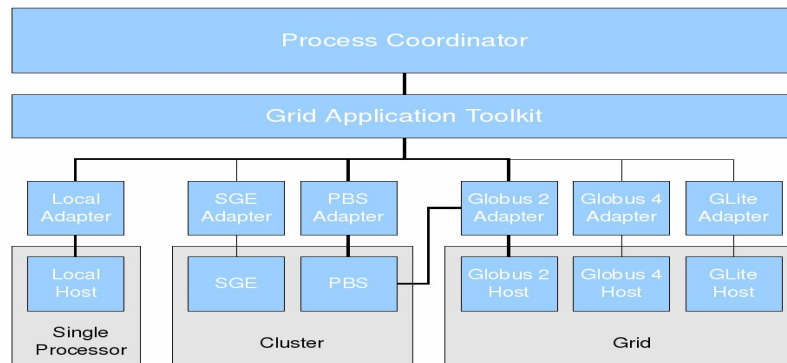 Process Coordinator
Grid Application Toolkit
Local
Adapter
SGE
Adapter
PBS
Adapter
Globus 2
Adapter
Globus 4
Adapter
GLite
Adapter
Local
Host
SGE
PBS
Globus 2
Host
Globus 4
Host
GLite
Host
Single
Processor
Cluster
Grid